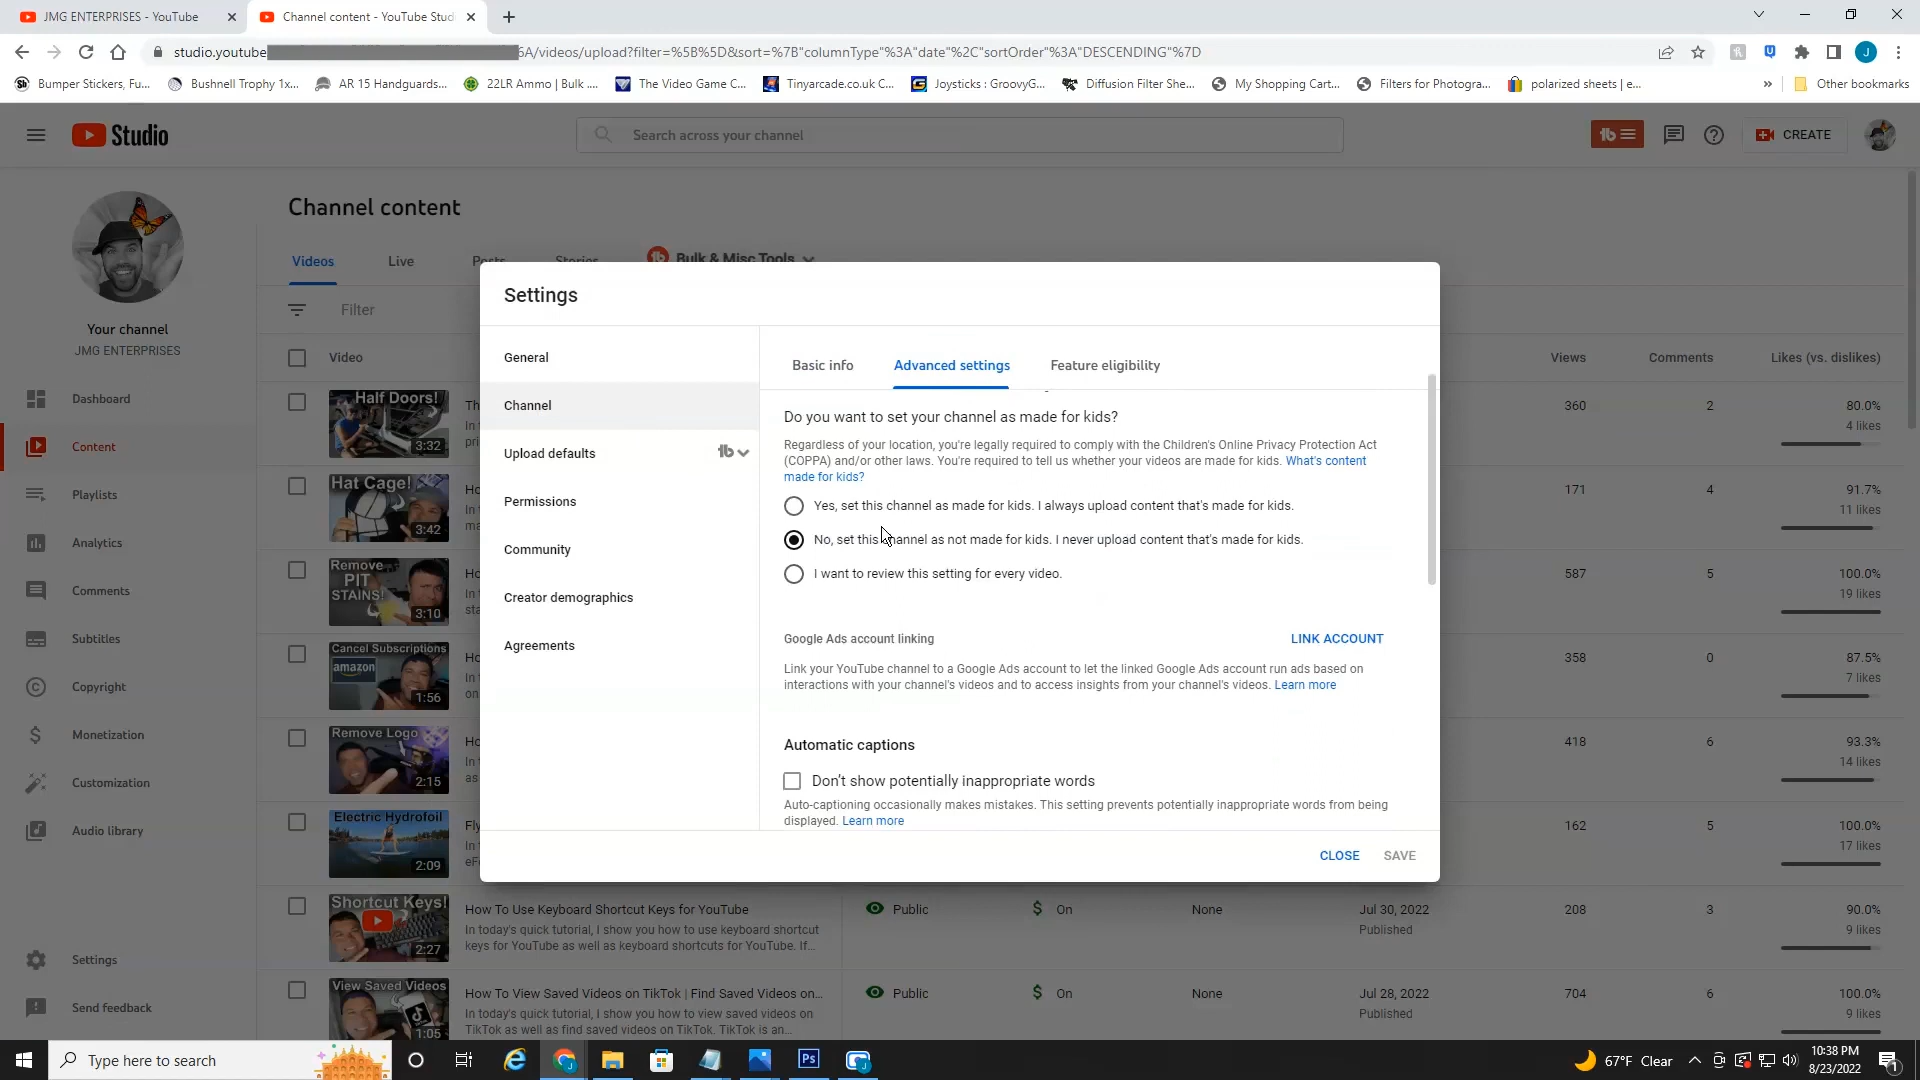 JMG ENTERPRISES - YouTube
Channel content - YouTube Studi
studio.youtube 6A/videos/upload?filter=%5B%5D&sort=%7B"columnType"%3A"date"%2C"sortOrder"%3A"DESCENDING"%7D
J
Bumper Stickers, Fu... Bushnell Trophy 1x... AR 15 Handguards... 22LR Ammo | Bulk .... The Video Game C... Tinyarcade.co.uk C... Joysticks : GroovyG... Diffusion Filter She... My Shopping Cart... Filters for Photogra... polarized sheets | e... » Other bookmarks
Studio
Search across your channel
CREATE
Your channel
JMG ENTERPRISES
Dashboard
Content
Playlists
Analytics
Comments
Subtitles
Copyright
Monetization
Customization
Audio library
Settings
Send feedback
Channel content
Videos Live Posts Stories Bulk & Misc Tools
Filter
Video Views Comments Likes (vs. dislikes)
Half Doors!
3:32
360 2 80.0%
4 likes
Hat Cage!
3:42
171 4 91.7%
11 likes
Remove
PIT
STAINS!
3:10
587 5 100.0%
19 likes
Cancel Subscriptions
amazon
1:56
358 0 87.5%
7 likes
Remove Logo
2:15
418 6 93.3%
14 likes
Electric Hydrofoil
2:09
162 5 100.0%
17 likes
Settings
General
Channel
Upload defaults
Permissions
Community
Creator demographics
Agreements
Basic info Advanced settings Feature eligibility
Do you want to set your channel as made for kids?
Regardless of your location, you're legally required to comply with the Children's Online Privacy Protection Act
(COPPA) and/or other laws. You're required to tell us whether your videos are made for kids. What's content
made for kids?
Yes, set this channel as made for kids. I always upload content that's made for kids.
No, set this channel as not made for kids. I never upload content that's made for kids.
I want to review this setting for every video.
Google Ads account linking LINK ACCOUNT
Link your YouTube channel to a Google Ads account to let the linked Google Ads account run ads based on
interactions with your channel's videos and to access insights from your channel's videos. Learn more
Automatic captions
Don't show potentially inappropriate words
Auto-captioning occasionally makes mistakes. This setting prevents potentially inappropriate words from being
displayed. Learn more
CLOSE SAVE
Shortcut Keys!
2:27
How To Use Keyboard Shortcut Keys for YouTube
In today's quick tutorial, I show you how to use keyboard shortcut
keys for YouTube as well as keyboard shortcuts for YouTube. If...
Public On None Jul 30, 2022
Published
208 3 90.0%
9 likes
View Saved Videos
1:05
How To View Saved Videos on TikTok | Find Saved Videos on...
In today's quick tutorial, I show you how to view saved videos on
TikTok as well as find saved videos on TikTok. TikTok is an...
Public On None Jul 28, 2022
Published
704 6 100.0%
9 likes
Type here to search
Ps
67°F Clear
10:38 PM
8/23/2022
1